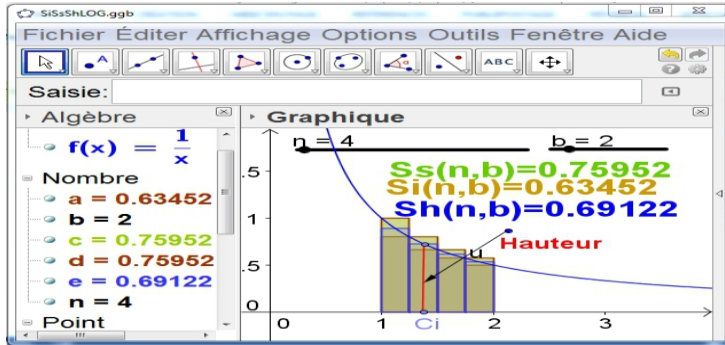 SiSsShLOG.ggb
Fichier Éditer Affichage Options Outils Fenêtre Aide
ABC
Saisie:
Algèbre
f(x) = 1/x
Nombre
a = 0.63452
b = 2
c = 0.75952
d = 0.75952
e = 0.69122
n = 4
Point
Graphique
n = 4
b = 2
Ss(n,b)=0.75952
Si(n,b)=0.63452
Sh(n,b)=0.69122
Hauteur
u
.5
1
.5
0
0 1 Ci 2 3